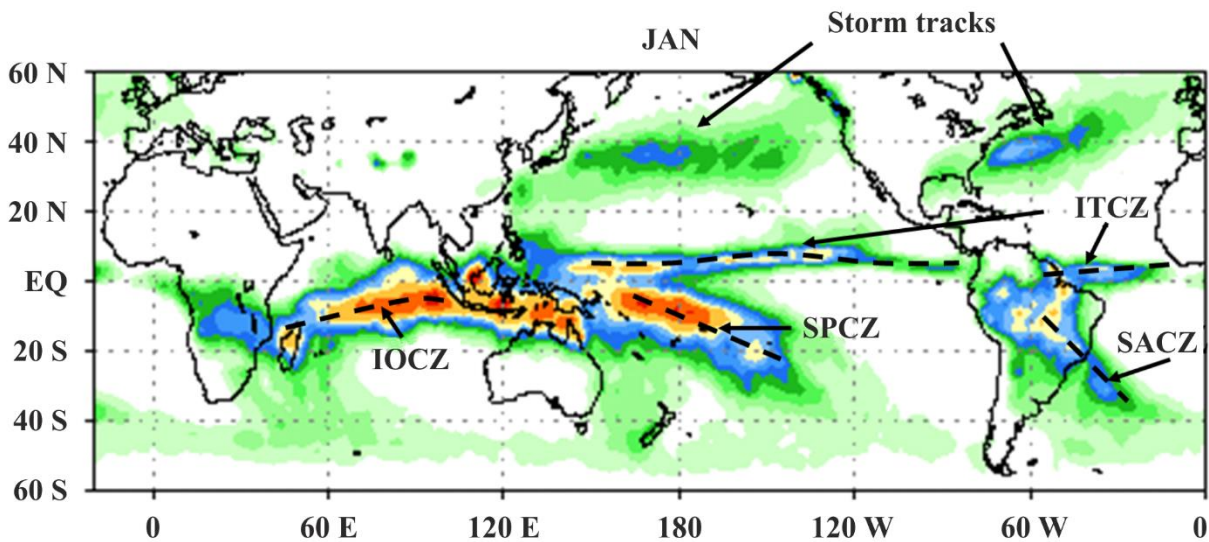 Storm tracks
JAN
60 N
40 N
20 N
EQ
20 S
40 S
60 S
ITCZ
IOCZ
SPCZ
SACZ
0
60 E
120 E
180
120 W
60 W
0